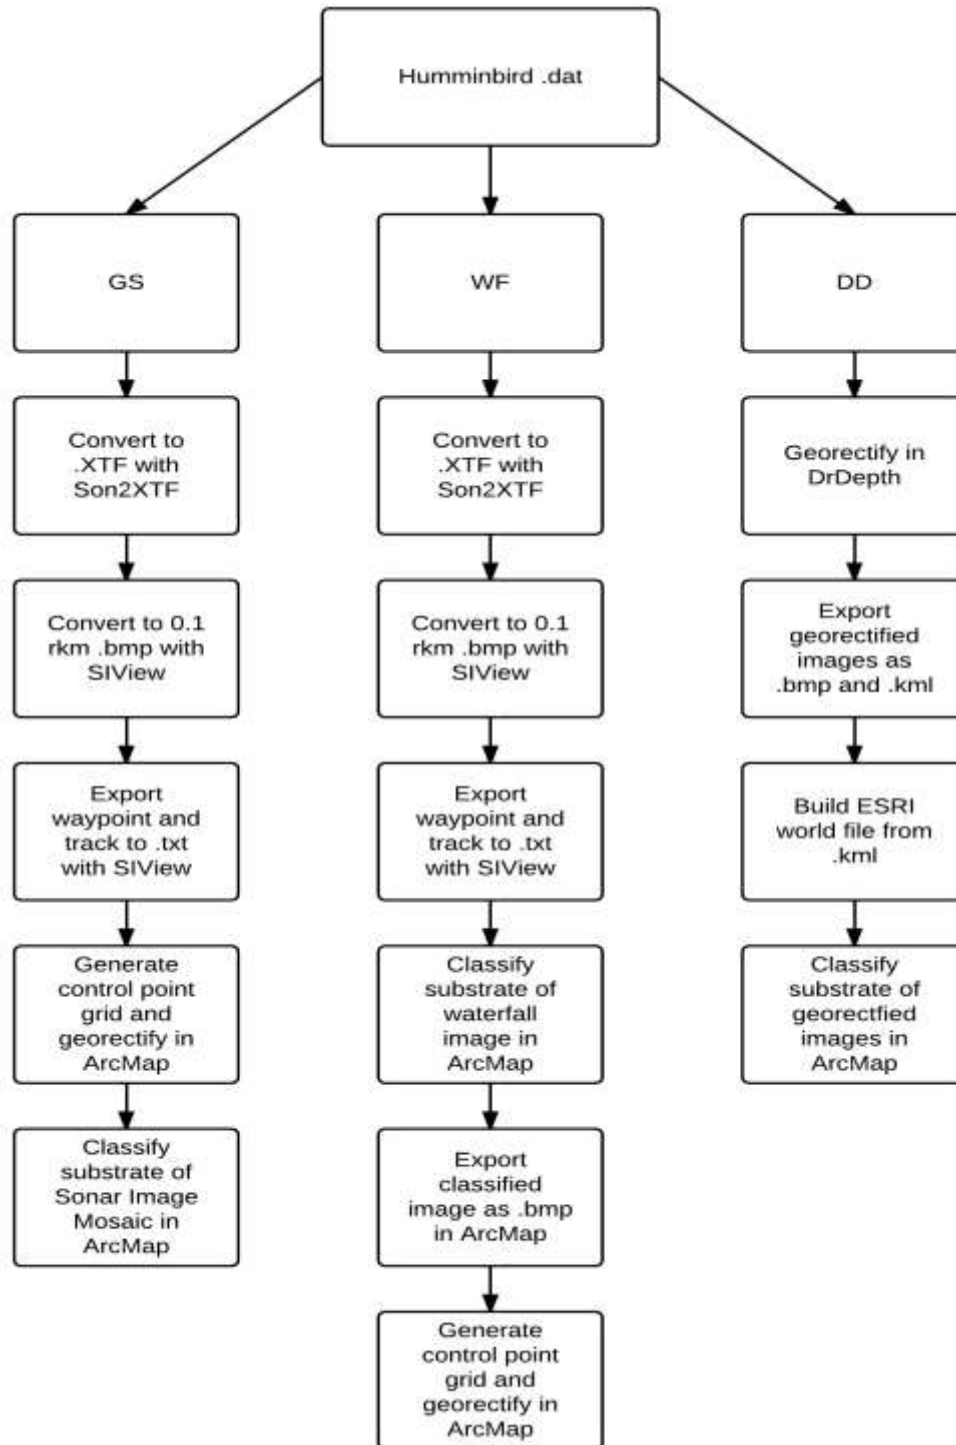 Humminbird .dat
GS
WF
DD
Convert to
.XTF with
Son2XTF
Convert to
.XTF with
Son2XTF
Georectify in
DrDepth
Convert to 0.1
rkm .bmp with
SIView
Convert to 0.1
rkm .bmp with
SIView
Export
georectified
images as
.bmp and .kml
Export
waypoint and
track to .txt
with SIView
Export
waypoint and
track to .txt
with SIView
Build ESRI
world file from
.kml
Generate
control point
grid and
georectify in
ArcMap
Classify
substrate of
waterfall
image in
ArcMap
Classify
substrate of
georectfied
images in
ArcMap
Classify
substrate of
Sonar Image
Mosaic in
ArcMap
Export
classified
image as .bmp
in ArcMap
Generate
control point
grid and
georectify in
ArcMap